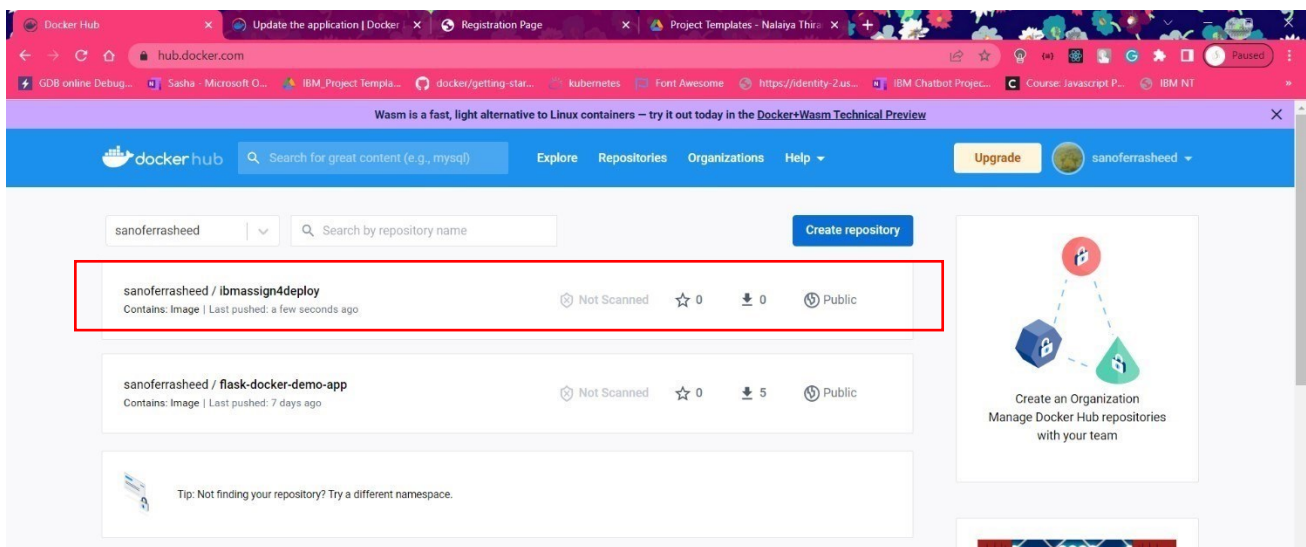 Docker Hub
Update the application | Docker
Registration Page
Project Templates - Nalaiya Thira
hub.docker.com
Paused
GDB online Debug...
Sasha - Microsoft O...
IBM_Project Templa...
docker/getting-star...
kubernetes
Font Awesome
https://identity-2.us...
IBM Chatbot Projec...
Course: Javascript P...
IBM NT
Wasm is a fast, light alternative to Linux containers — try it out today in the Docker+Wasm Technical Preview
dockerhub
Search for great content (e.g., mysql)
Explore
Repositories
Organizations
Help
Upgrade
sanoferrasheed
sanoferrasheed
Search by repository name
Create repository
sanoferrasheed / ibmassign4deploy
Contains: Image | Last pushed: a few seconds ago
Not Scanned
0
0
Public
sanoferrasheed / flask-docker-demo-app
Contains: Image | Last pushed: 7 days ago
Not Scanned
0
5
Public
Create an Organization
Manage Docker Hub repositories
with your team
Tip: Not finding your repository? Try a different namespace.